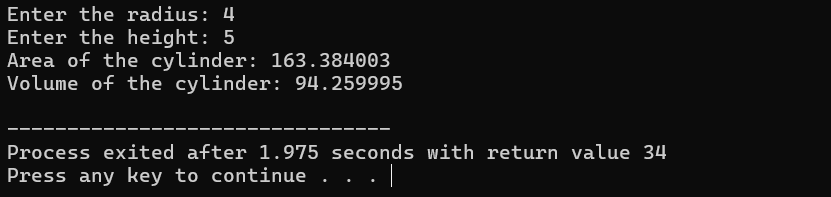 Enter the radius: 4
Enter the height: 5
Area of the cylinder: 163.384003
Volume of the cylinder: 94.259995
--------------------------------
Process exited after 1.975 seconds with return value 34
Press any key to continue . . .